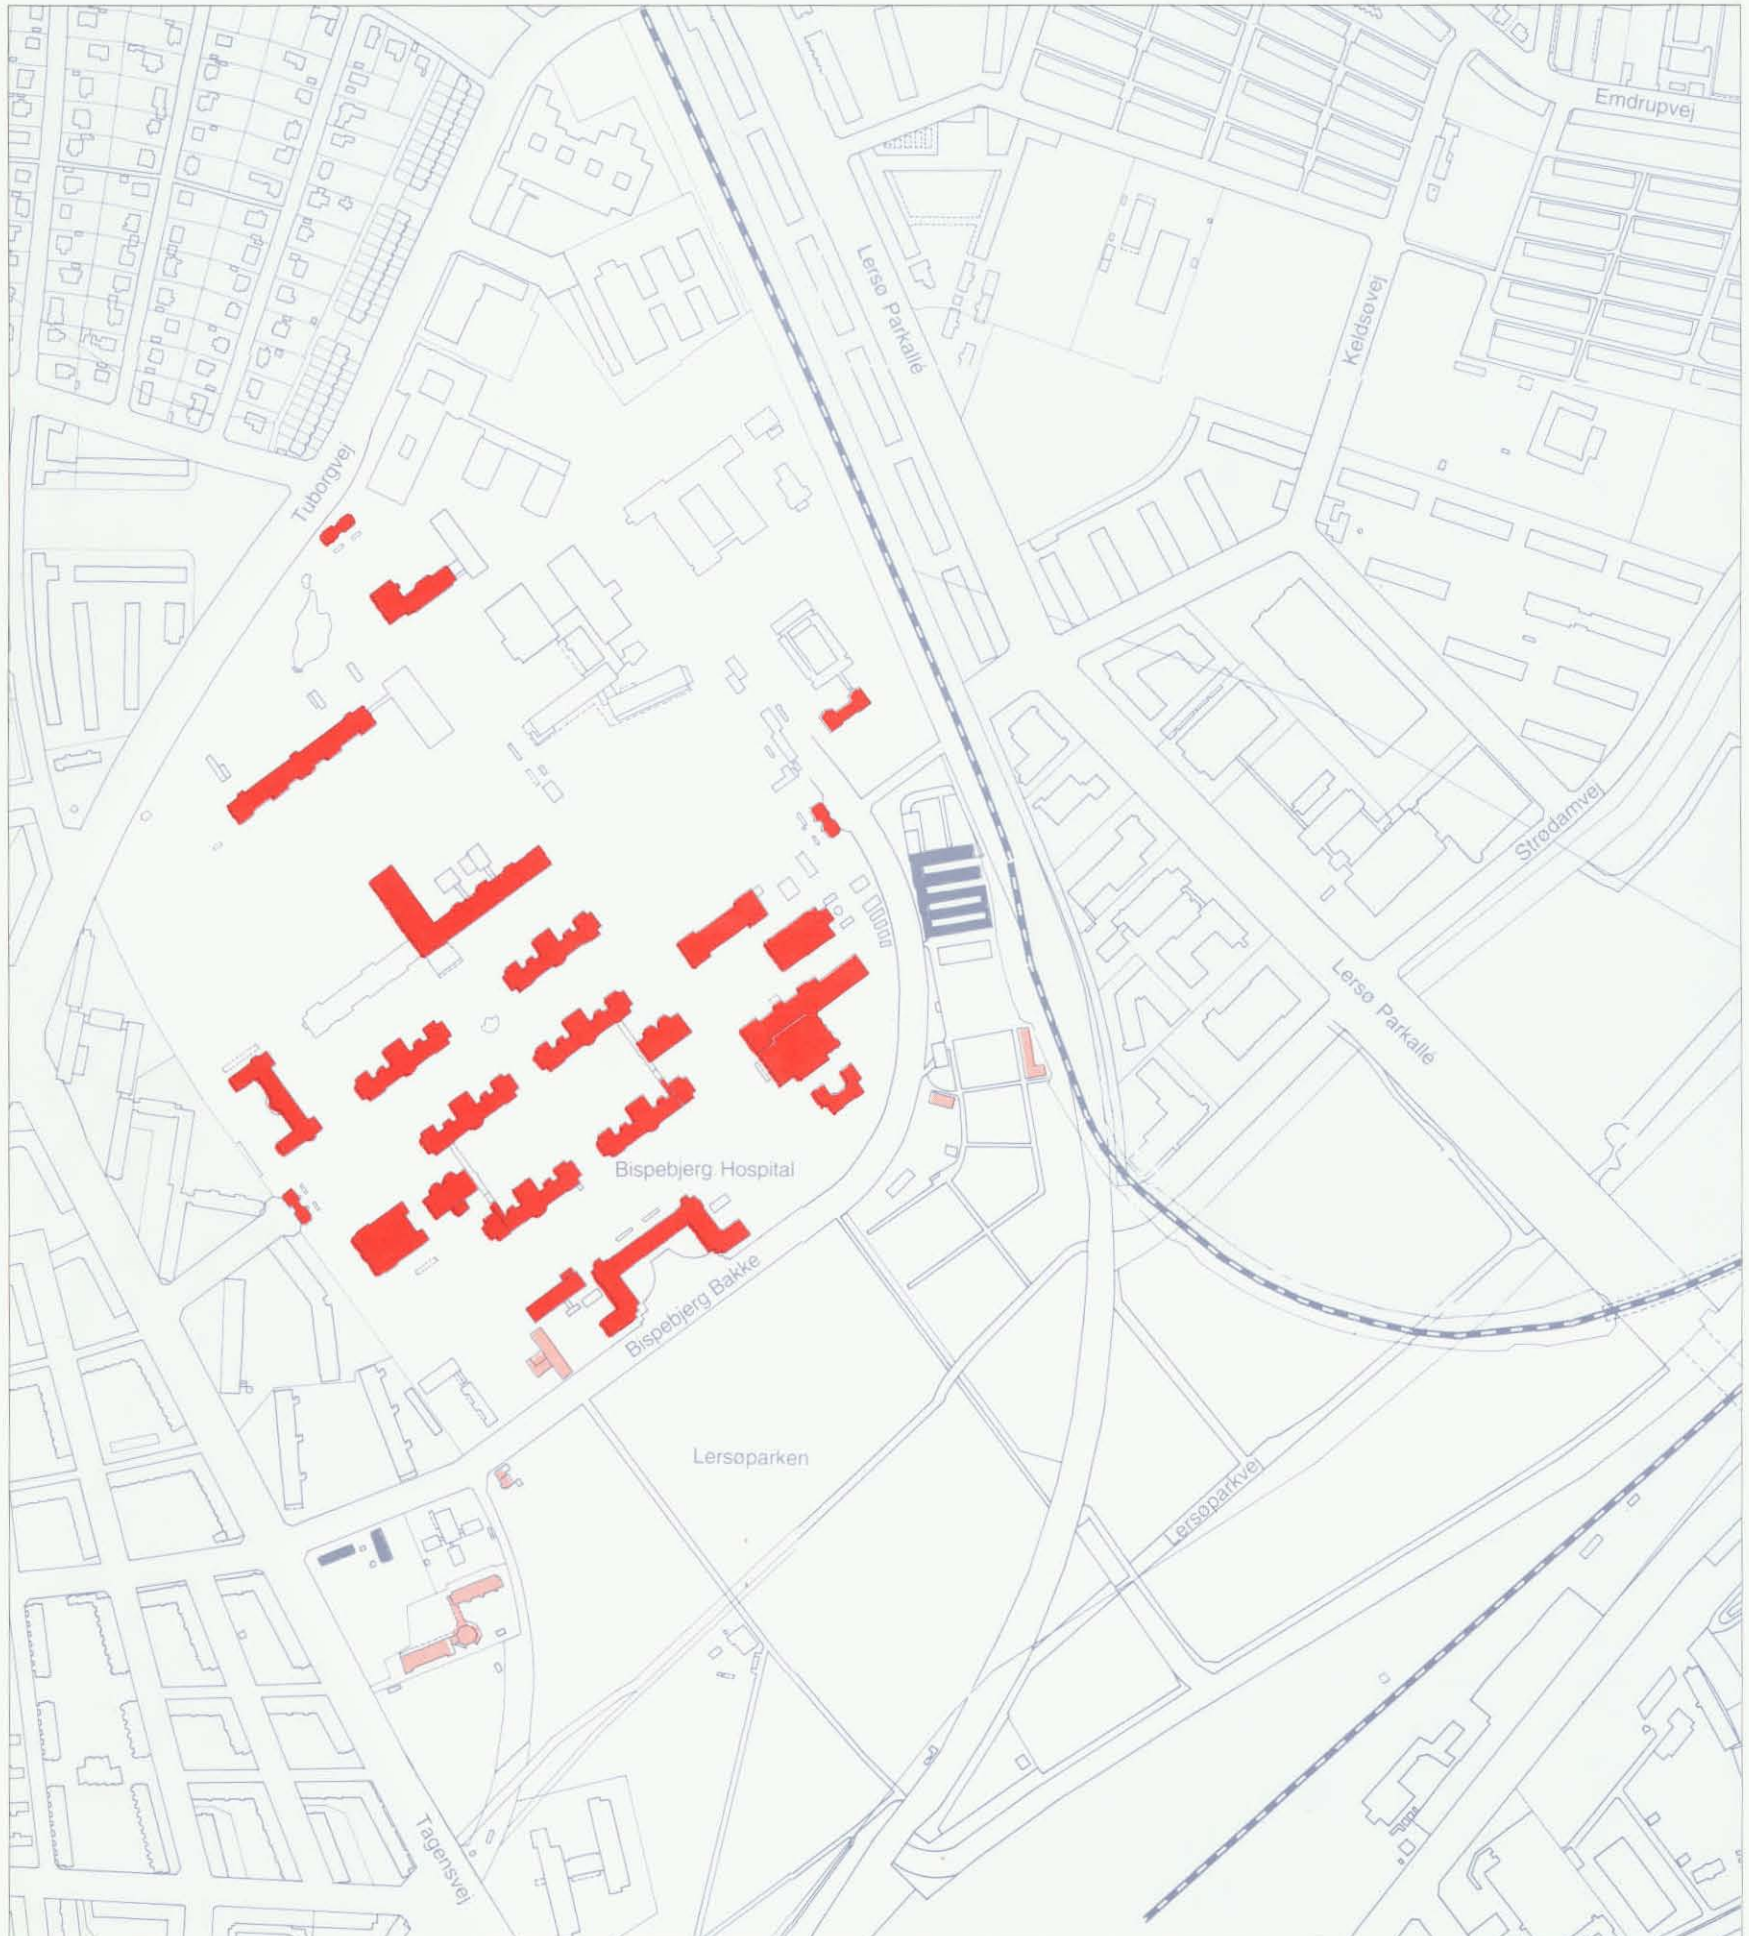 Emdrupvej
Lersø Parkallé
Keldsøvej
Tuborgvej
Strødamvej
Lersø Parkallé
Bispebjerg Hospital
Bispebjerg Bakke
Lersøparken
Lersøparkvej
Tagensvej